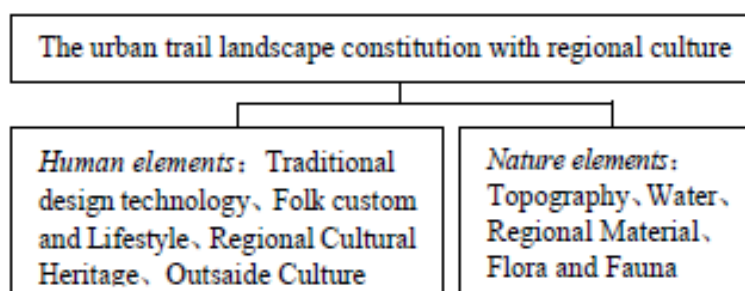 The urban trail landscape constitution with regional culture
Human elements：Traditional
design technology、Folk custom
and Lifestyle、Regional Cultural
Heritage、Outsaide Culture
Nature elements：
Topography、Water、
Regional Material、
Flora and Fauna